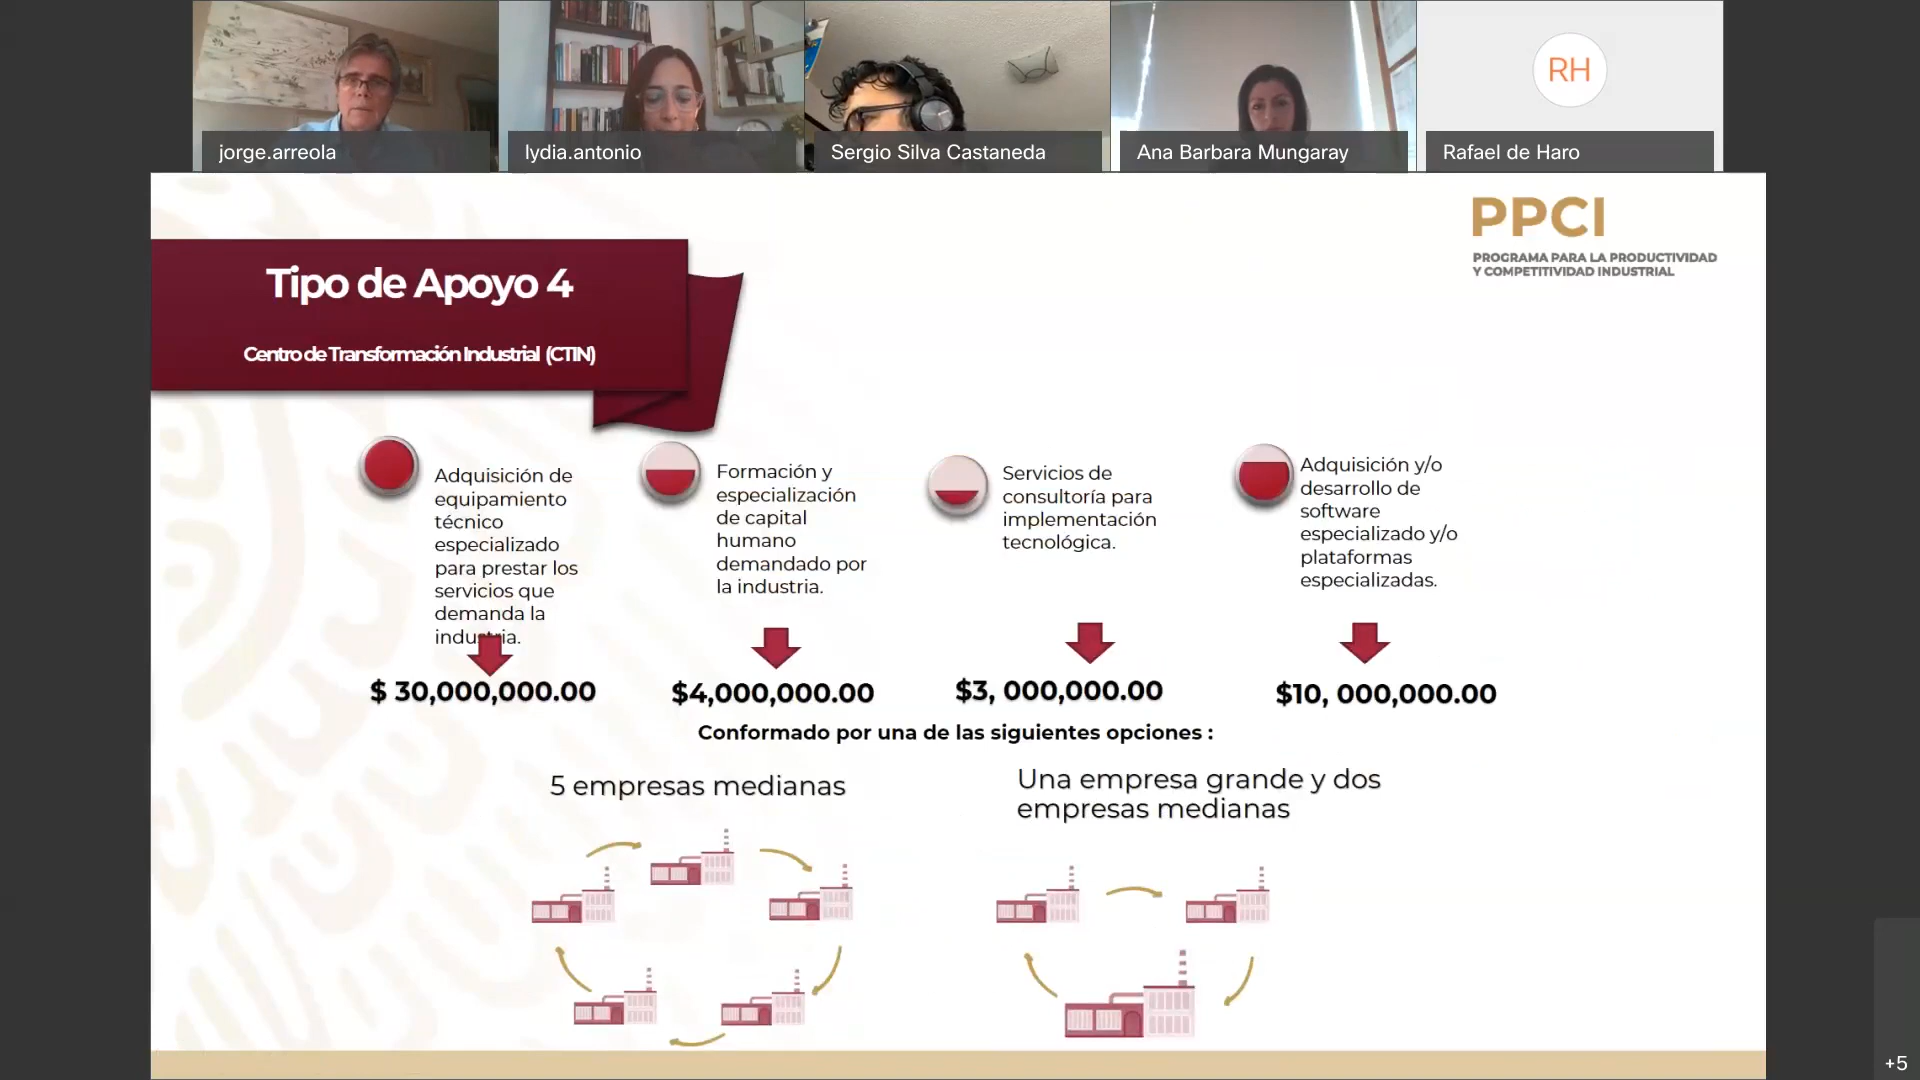 jorge.arreola
lydia.antonio
Sergio Silva Castaneda
Ana Barbara Mungaray
RH
Rafael de Haro
PPCI
PROGRAMA PARA LA PRODUCTIVIDAD
Y COMPETITIVIDAD INDUSTRIAL
Tipo de Apoyo 4
Centro de Transformación Industrial (CTIN)
Adquisición de
equipamiento
técnico
especializado
para prestar los
servicios que
demanda la
industria.
$ 30,000,000.00
Formación y
especialización
de capital
humano
demandado por
la industria.
$4,000,000.00
Servicios de
consultoría para
implementación
tecnológica.
$3, 000,000.00
Adquisición y/o
desarrollo de
software
especializado y/o
plataformas
especializadas.
$10, 000,000.00
Conformado por una de las siguientes opciones :
5 empresas medianas
Una empresa grande y dos
empresas medianas
+5